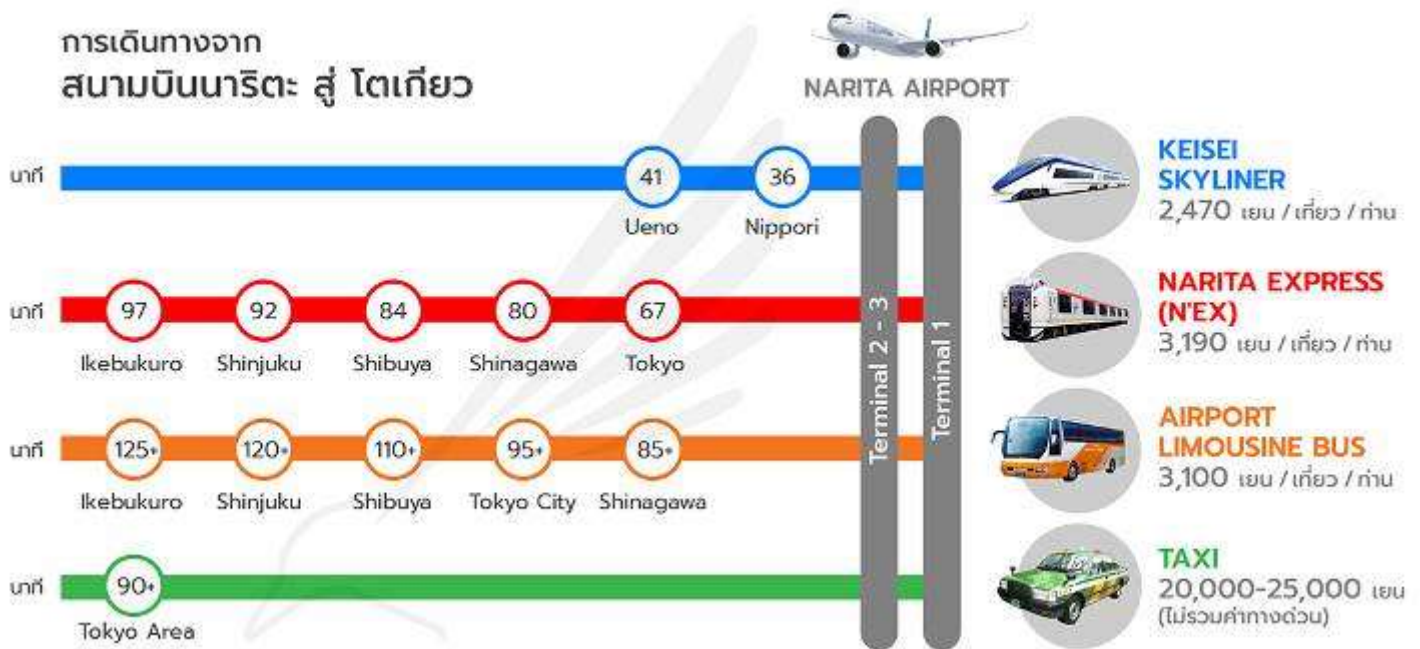 การเดินทางจาก
สนามบินนาริตะ สู่ โตเกียว
NARITA AIRPORT
Terminal 2 - 3
Terminal 1
นาที
41
36
Ueno
Nippori
KEISEI
SKYLINER
2,470 เยน / เที่ยว / ท่าน
นาที
97
92
84
80
67
Ikebukuro
Shinjuku
Shibuya
Shinagawa
Tokyo
NARITA EXPRESS
(N'EX)
3,190 เยน / เที่ยว / ท่าน
นาที
125+
120+
110+
95+
85+
Ikebukuro
Shinjuku
Shibuya
Tokyo City
Shinagawa
AIRPORT
LIMOUSINE BUS
3,100 เยน / เที่ยว / ท่าน
นาที
90+
Tokyo Area
TAXI
20,000-25,000 เยน
(ไม่รวมค่าทางด่วน)